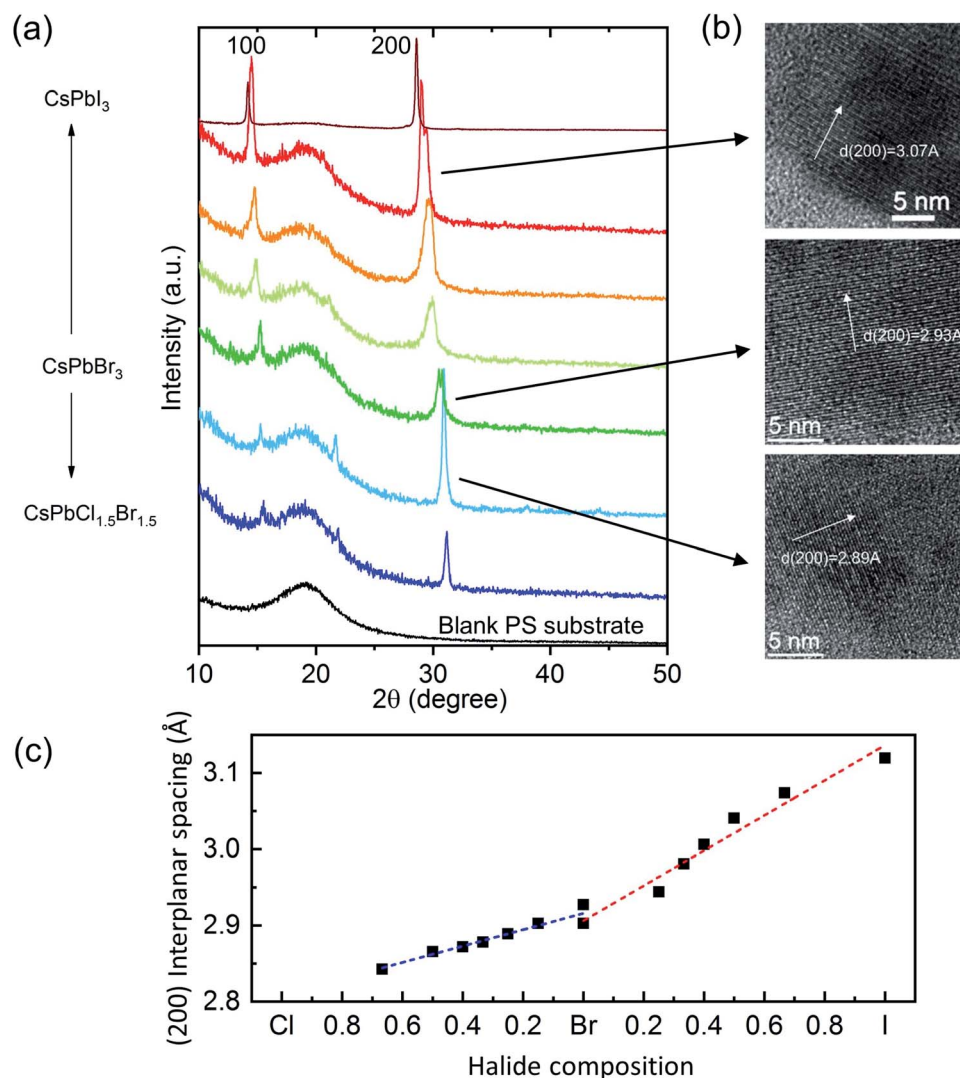 (a)
(b)
100
200
CsPbI3
CsPbBr3
CsPbCl1.5Br1.5
Intensity (a.u.)
Blank PS substrate
10
20
30
40
50
2θ (degree)
d(200)=3.07A
5 nm
d(200)=2.93A
5 nm
d(200)=2.89A
5 nm
(c)
(200) Interplanar spacing (Å)
3.1
3.0
2.9
2.8
Cl
0.8
0.6
0.4
0.2
Br
0.2
0.4
0.6
0.8
I
Halide composition